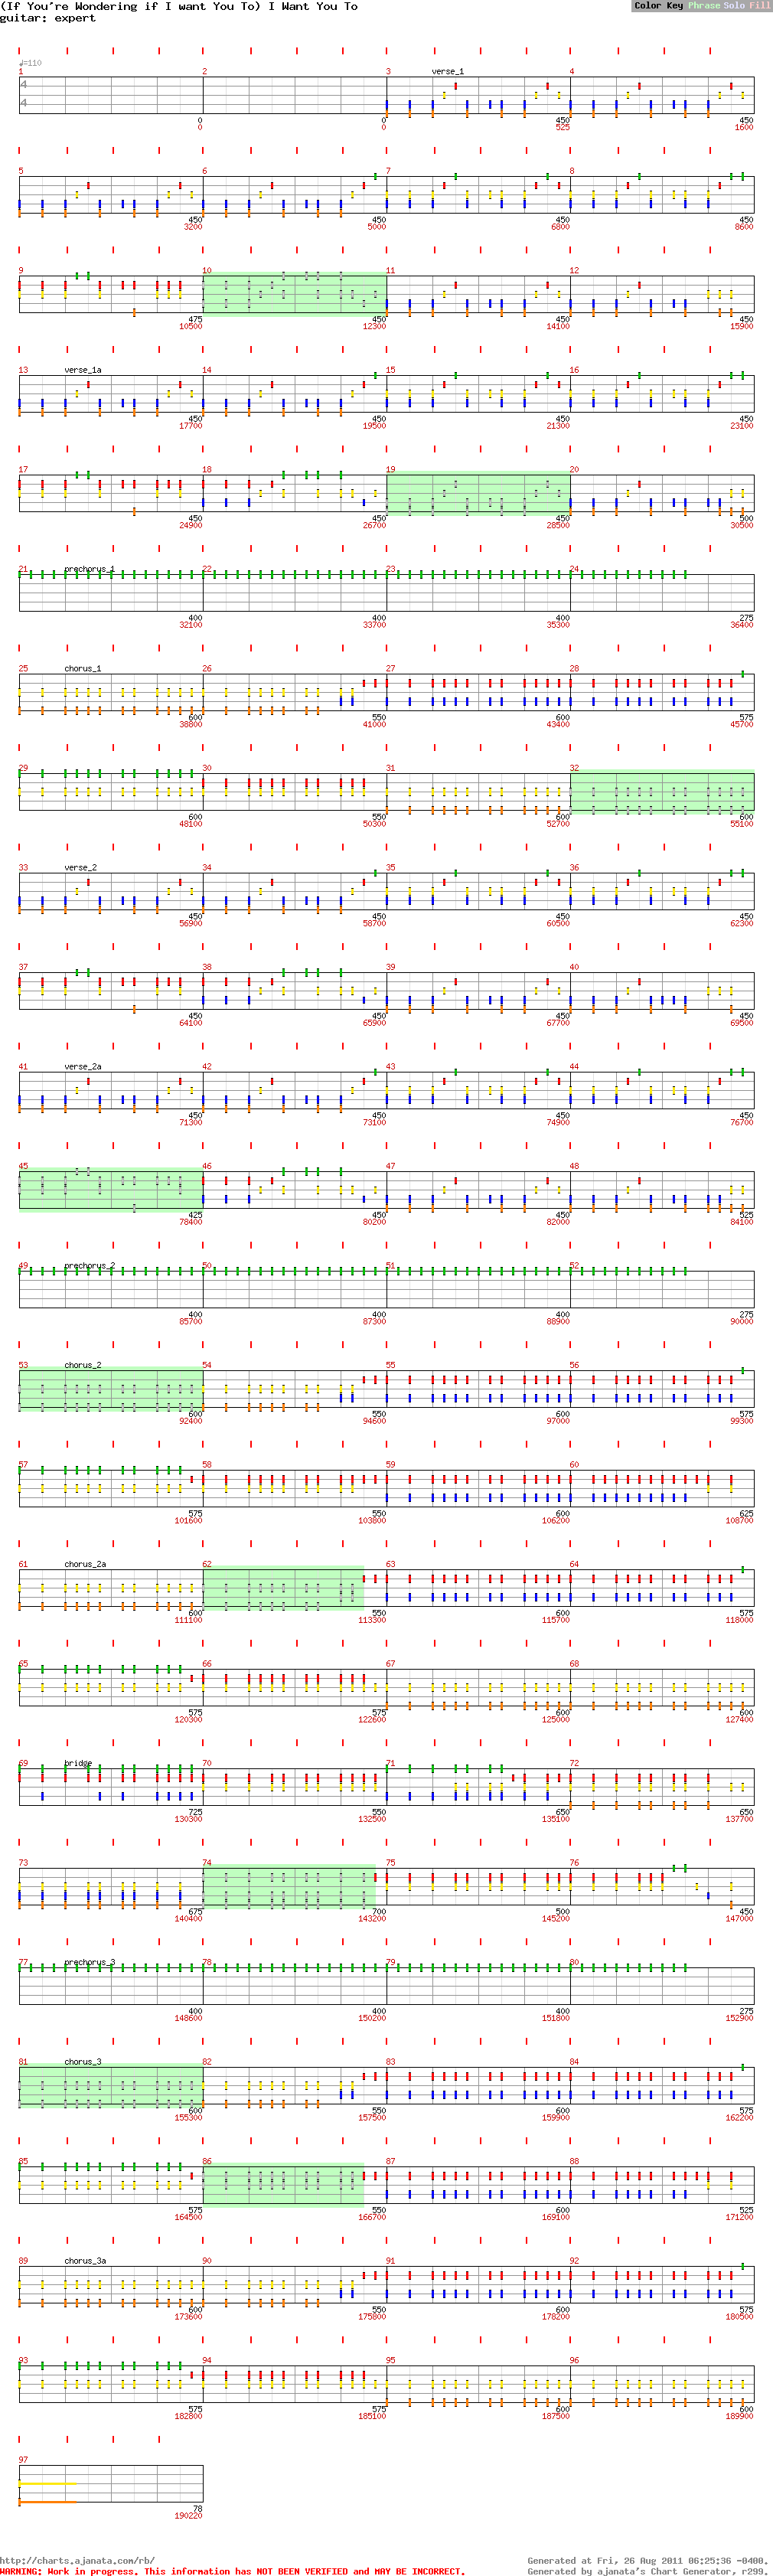 (If You're Wondering if I want You To) I Want You To
guitar: expert
Color Key Phrase Solo Fill
♩=110
1 2 3 verse_1 4
4
4
0 0 450 450
0 0 525 1600
5 6 7 8
450 450 450 450
3200 5000 6800 8600
9 10 11 12
475 450 450 450
10500 12300 14100 15900
13 verse_1a 14 15 16
450 450 450 450
17700 19500 21300 23100
17 18 19 20
450 450 450 500
24900 26700 28500 30500
21 prechorus_1 22 23 24
400 400 400 275
32100 33700 35300 36400
25 chorus_1 26 27 28
600 550 600 575
38800 41000 43400 45700
29 30 31 32
600 550 600 600
48100 50300 52700 55100
33 verse_2 34 35 36
450 450 450 450
56900 58700 60500 62300
37 38 39 40
450 450 450 450
64100 65900 67700 69500
41 verse_2a 42 43 44
450 450 450 450
71300 73100 74900 76700
45 46 47 48
425 450 450 525
78400 80200 82000 84100
49 prechorus_2 50 51 52
400 400 400 275
85700 87300 88900 90000
53 chorus_2 54 55 56
600 550 600 575
92400 94600 97000 99300
57 58 59 60
575 550 600 625
101600 103800 106200 108700
61 chorus_2a 62 63 64
600 550 600 575
111100 113300 115700 118000
65 66 67 68
575 575 600 600
120300 122600 125000 127400
69 bridge 70 71 72
725 550 650 650
130300 132500 135100 137700
73 74 75 76
675 700 500 450
140400 143200 145200 147000
77 prechorus_3 78 79 80
400 400 400 275
148600 150200 151800 152900
81 chorus_3 82 83 84
600 550 600 575
155300 157500 159900 162200
85 86 87 88
575 550 600 525
164500 166700 169100 171200
89 chorus_3a 90 91 92
600 550 600 575
173600 175800 178200 180500
93 94 95 96
575 575 600 600
182800 185100 187500 189900
97
78
190220
http://charts.ajanata.com/rb/ Generated at Fri, 26 Aug 2011 06:25:36 -0400.
WARNING: Work in progress. This information has NOT BEEN VERIFIED and MAY BE INCORRECT. Generated by ajanata's Chart Generator, r299.